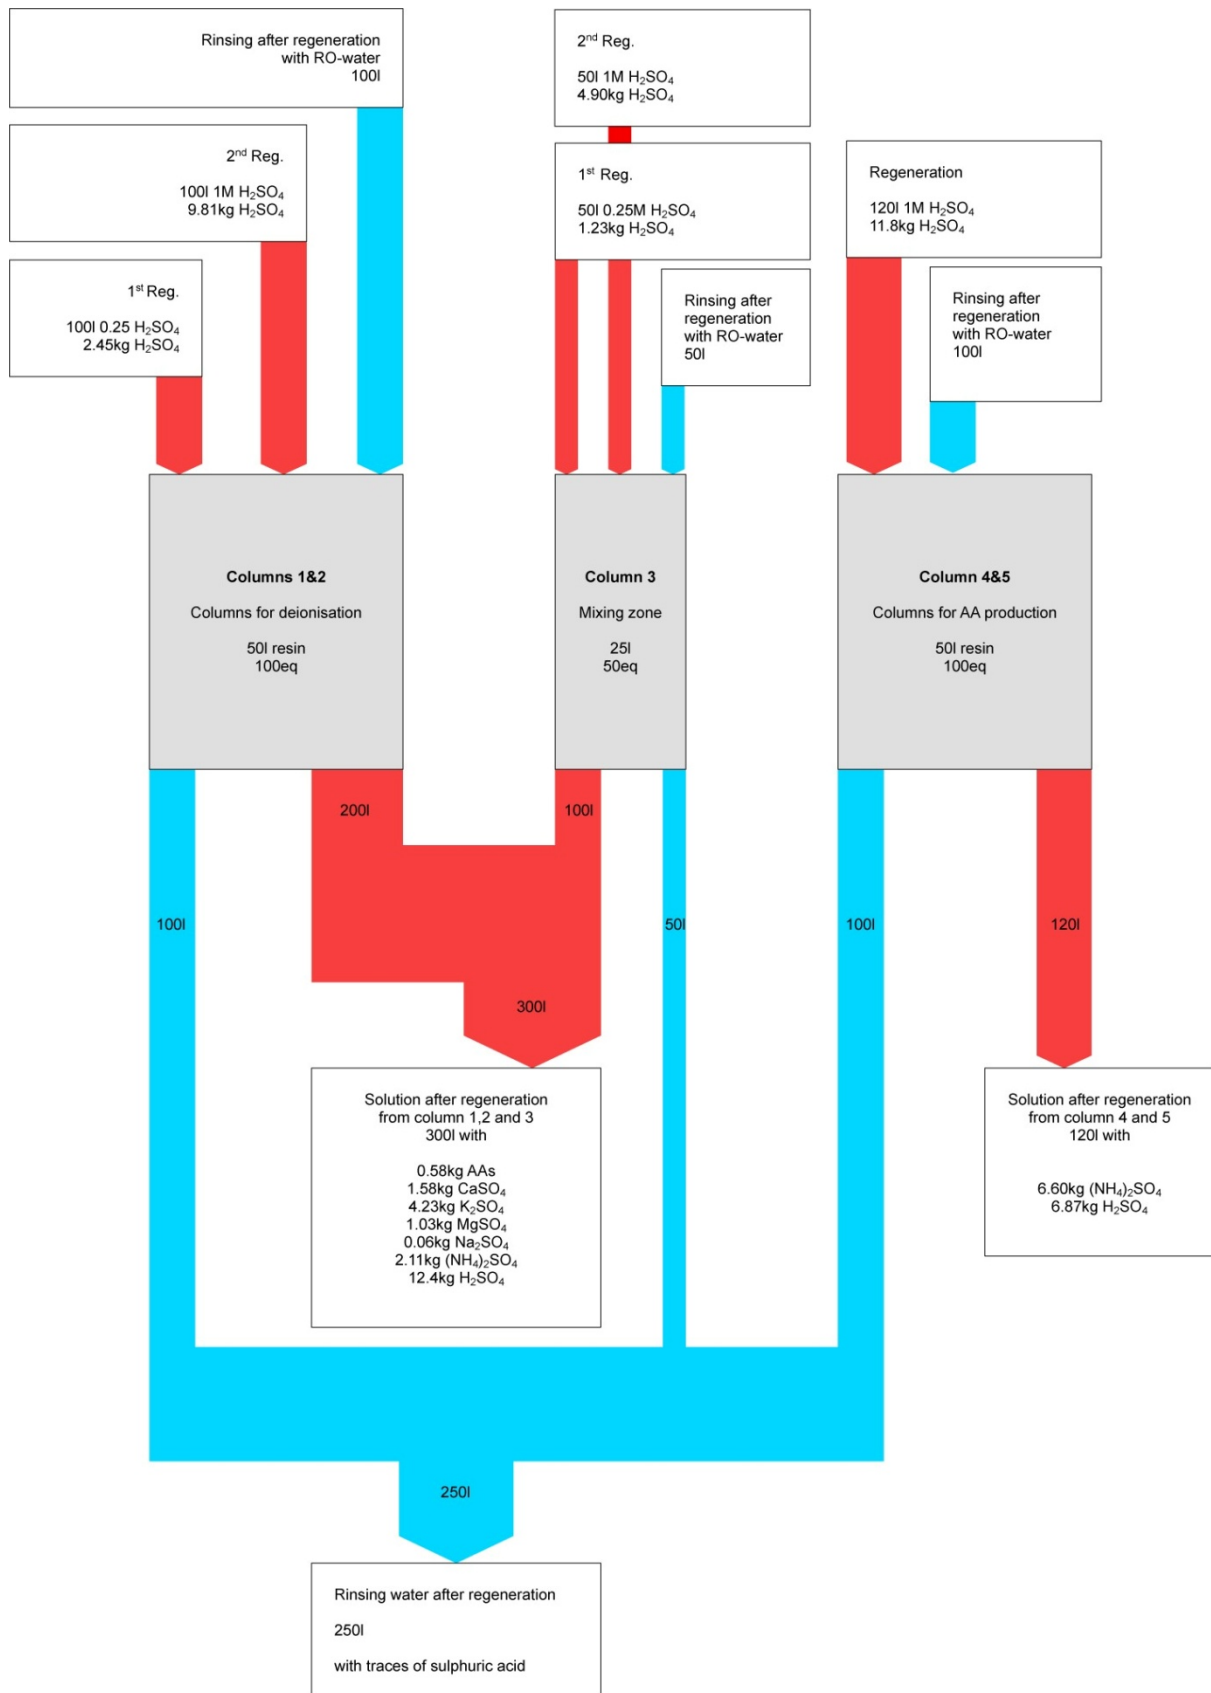 Rinsing after regeneration
with RO-water
100l
2nd Reg.
100l 1M H₂SO₄
9.81kg H₂SO₄
1st Reg.
100l 0.25 H₂SO₄
2.45kg H₂SO₄
2nd Reg.
50l 1M H₂SO₄
4.90kg H₂SO₄
1st Reg.
50l 0.25M H₂SO₄
1.23kg H₂SO₄
Rinsing after
regeneration
with RO-water
50l
Regeneration
120l 1M H₂SO₄
11.8kg H₂SO₄
Rinsing after
regeneration
with RO-water
100l
Columns 1&2
Columns for deionisation
50l resin
100eq
Column 3
Mixing zone
25l
50eq
Column 4&5
Columns for AA production
50l resin
100eq
200l
100l
100l
50l
100l
120l
300l
Solution after regeneration
from column 1,2 and 3
300l with
0.58kg AAs
1.58kg CaSO₄
4.23kg K₂SO₄
1.03kg MgSO₄
0.06kg Na₂SO₄
2.11kg (NH₄)₂SO₄
12.4kg H₂SO₄
Solution after regeneration
from column 4 and 5
120l with
6.60kg (NH₄)₂SO₄
6.87kg H₂SO₄
250l
Rinsing water after regeneration
250l
with traces of sulphuric acid